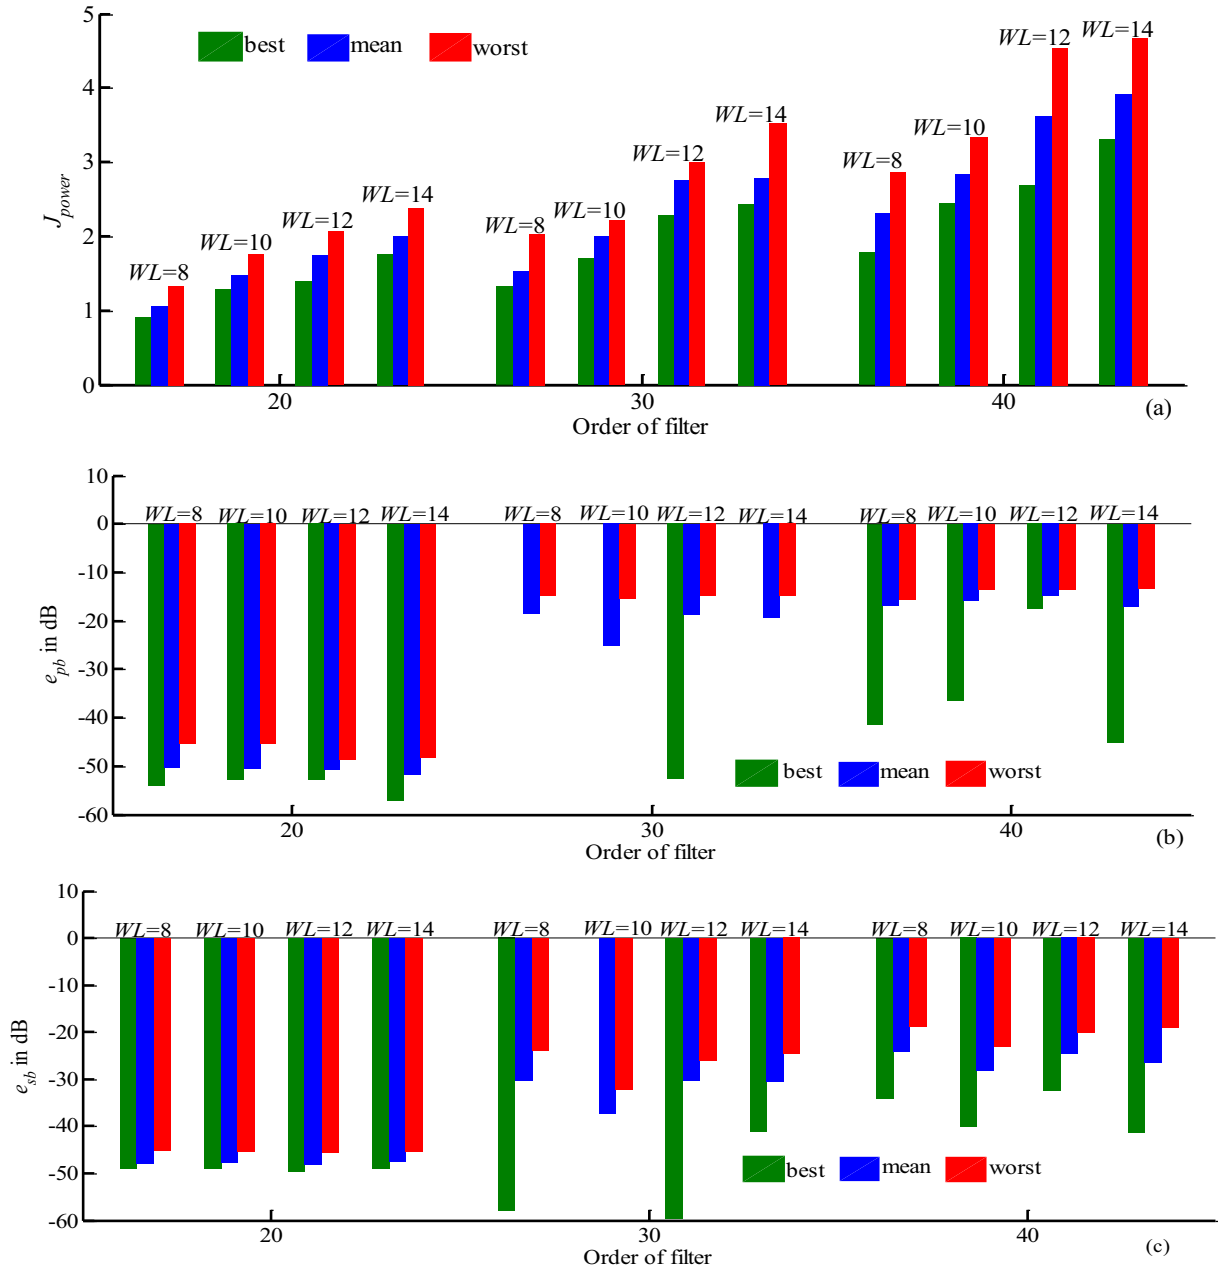 5
4
3
2
1
0
J_power
best mean worst
WL=8 WL=10 WL=12 WL=14 WL=8 WL=10 WL=12 WL=14 WL=8 WL=10 WL=12 WL=14
20 30 40
Order of filter
(a)
10
0
-10
-20
-30
-40
-50
-60
e_pb in dB
WL=8 WL=10 WL=12 WL=14 WL=8 WL=10 WL=12 WL=14 WL=8 WL=10 WL=12 WL=14
best mean worst
20 30 40
Order of filter
(b)
10
0
-10
-20
-30
-40
-50
-60
e_sb in dB
WL=8 WL=10 WL=12 WL=14 WL=8 WL=10 WL=12 WL=14 WL=8 WL=10 WL=12 WL=14
best mean worst
20 30 40
Order of filter
(c)